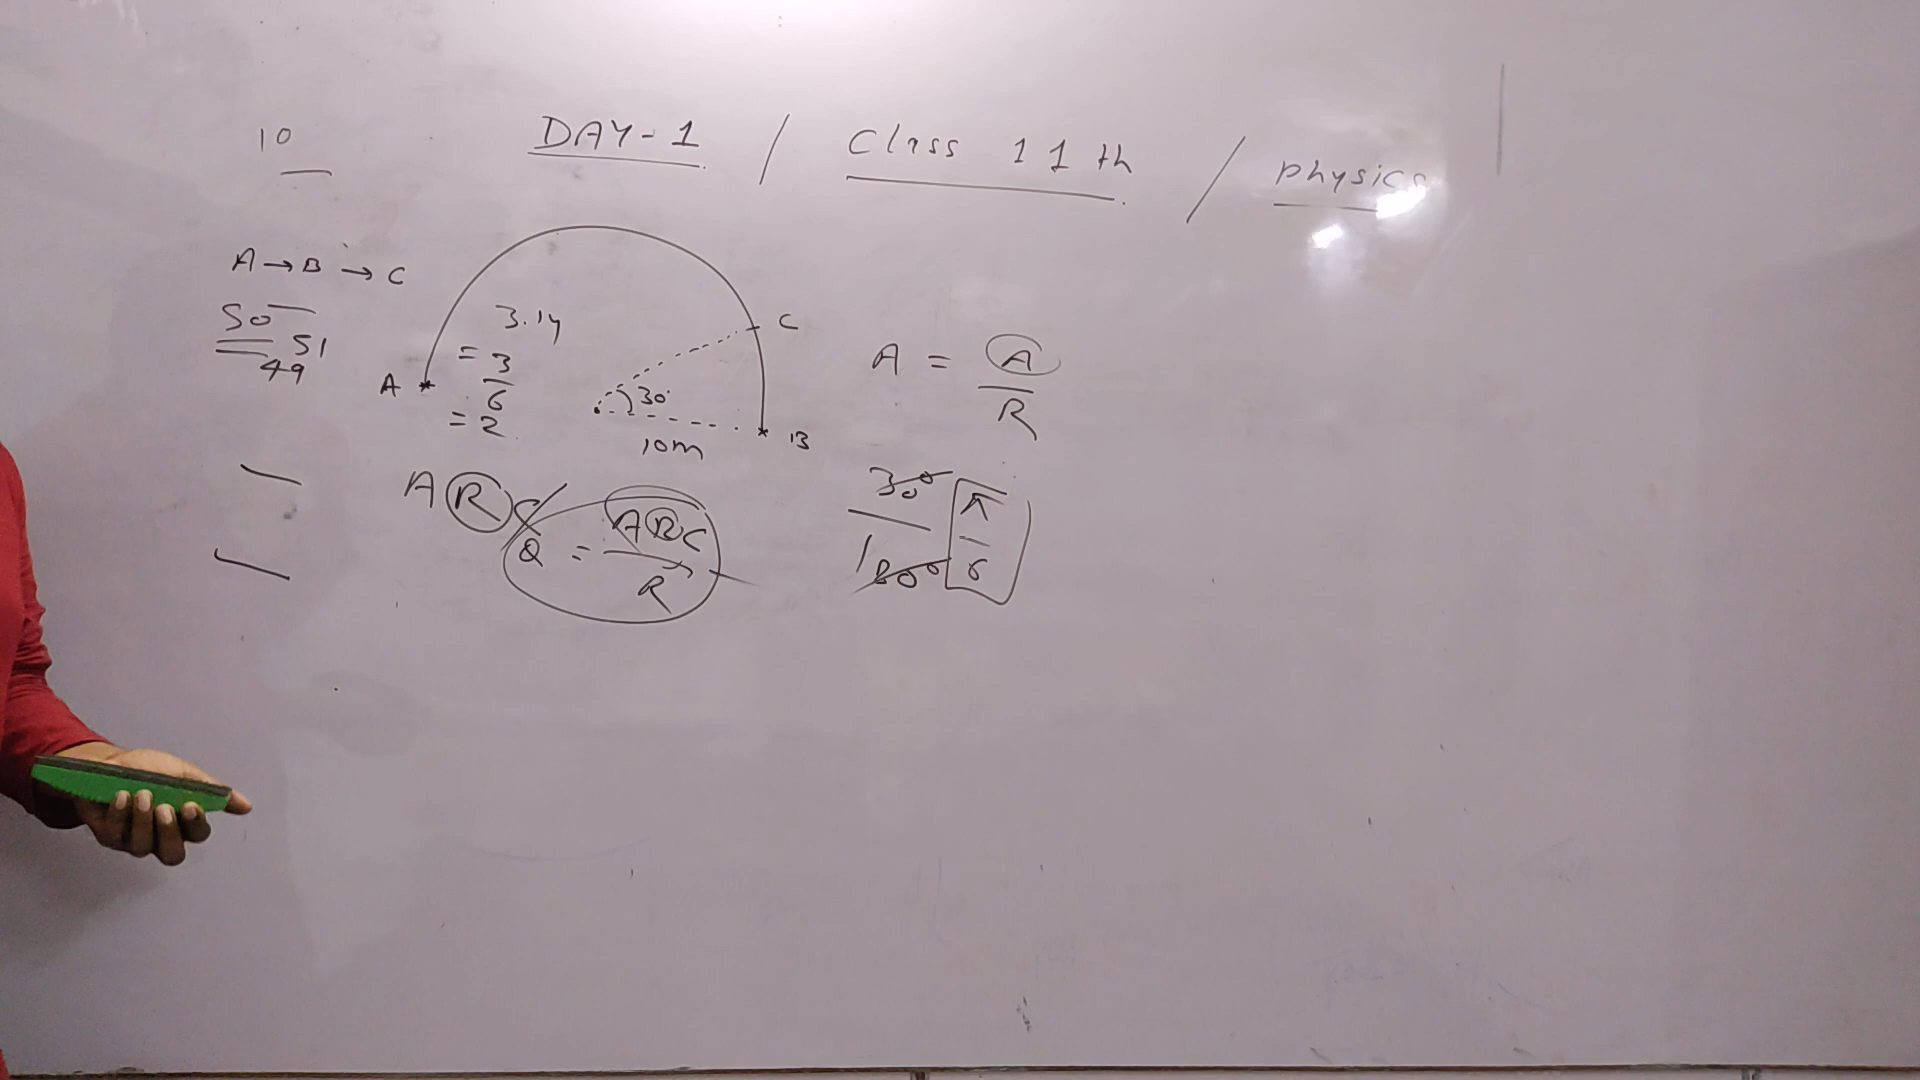 10
DAY-1 / Class 11th / physics
A → B → C
50
51
49
3.14
= 3
6
= 2
A
C
30°
10m
B
A = A
R
ARC
Q = ARC
R
30°
180°
π
6